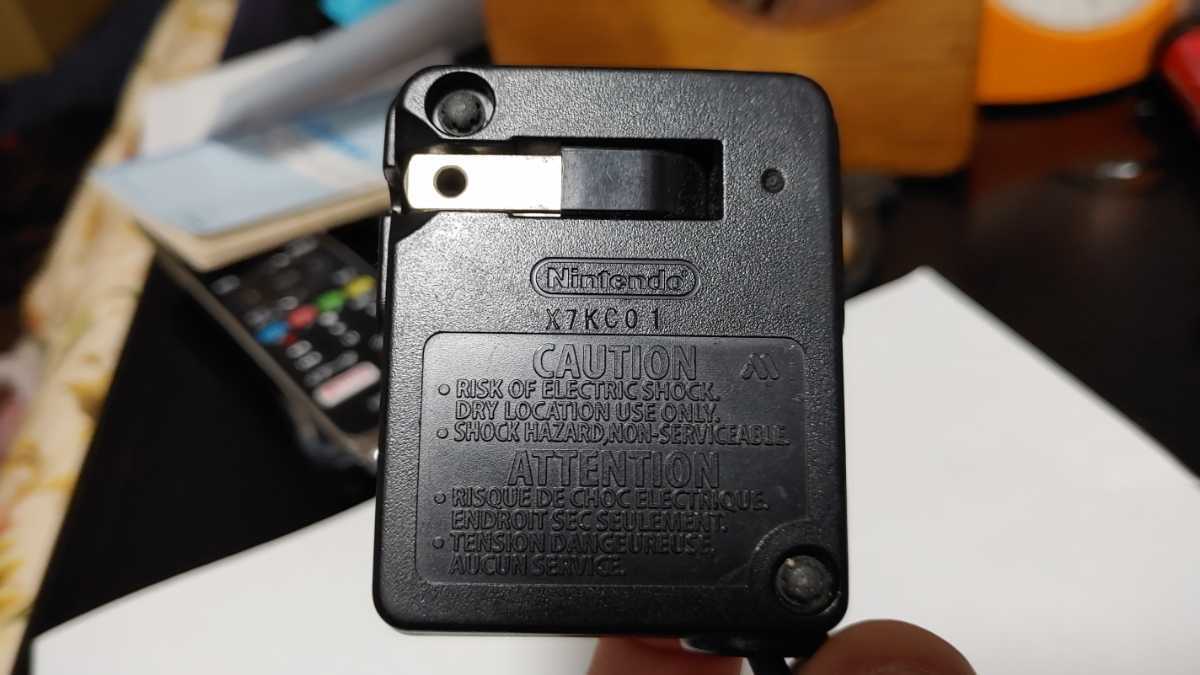 Nintendo
X7KC01
CAUTION
• RISK OF ELECTRIC SHOCK.
DRY LOCATION USE ONLY.
• SHOCK HAZARD,NON-SERVICEABLE.
ATTENTION
• RISQUE DE CHOC ELECTRIQUE.
ENDROIT SEC SEULEMENT.
• TENSION DANGEUREUSE,
AUCUN SERVICE.